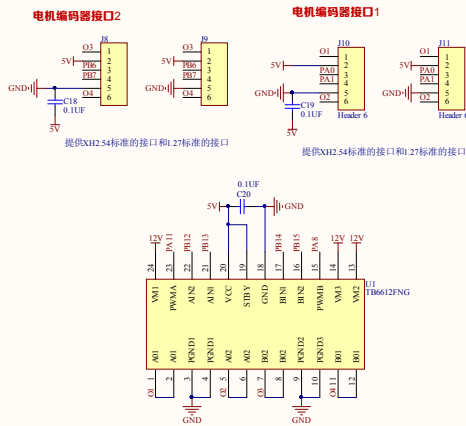 电机编码器接口2
电机编码器接口1
J8
O3
1
2
5V
PB6
3
PB7
4
GND
5
O4
6
C18
0.1UF
5V
J9
O3
1
2
5V
PB6
3
PB7
4
GND
5
O4
6
J10
O1
1
2
5V
PA0
3
PA1
4
GND
5
O2
6
C19
0.1UF
Header 6
5V
J11
O1
1
2
5V
PA0
3
PA1
4
GND
5
O2
6
Header 6
提供XH2.54标准的接口和1.27标准的接口
提供XH2.54标准的接口和1.27标准的接口
0.1UF
5V
GND
C20
12V
PA11
PB12
PB13
PB14
PB15
PA8
12V
12V
24
23
22
21
20
19
18
17
16
15
14
13
U1
TB6612FNG
VM1
PWMA
AIN2
AIN1
VCC
STBY
GND
BIN1
BIN2
PWMB
VM3
VM2
A01
A01
PGND1
PGND1
A02
A02
B02
B02
PGND2
PGND3
B01
B01
1
2
3
4
5
6
7
8
9
10
11
12
O1
O2
O3
O4
GND
GND